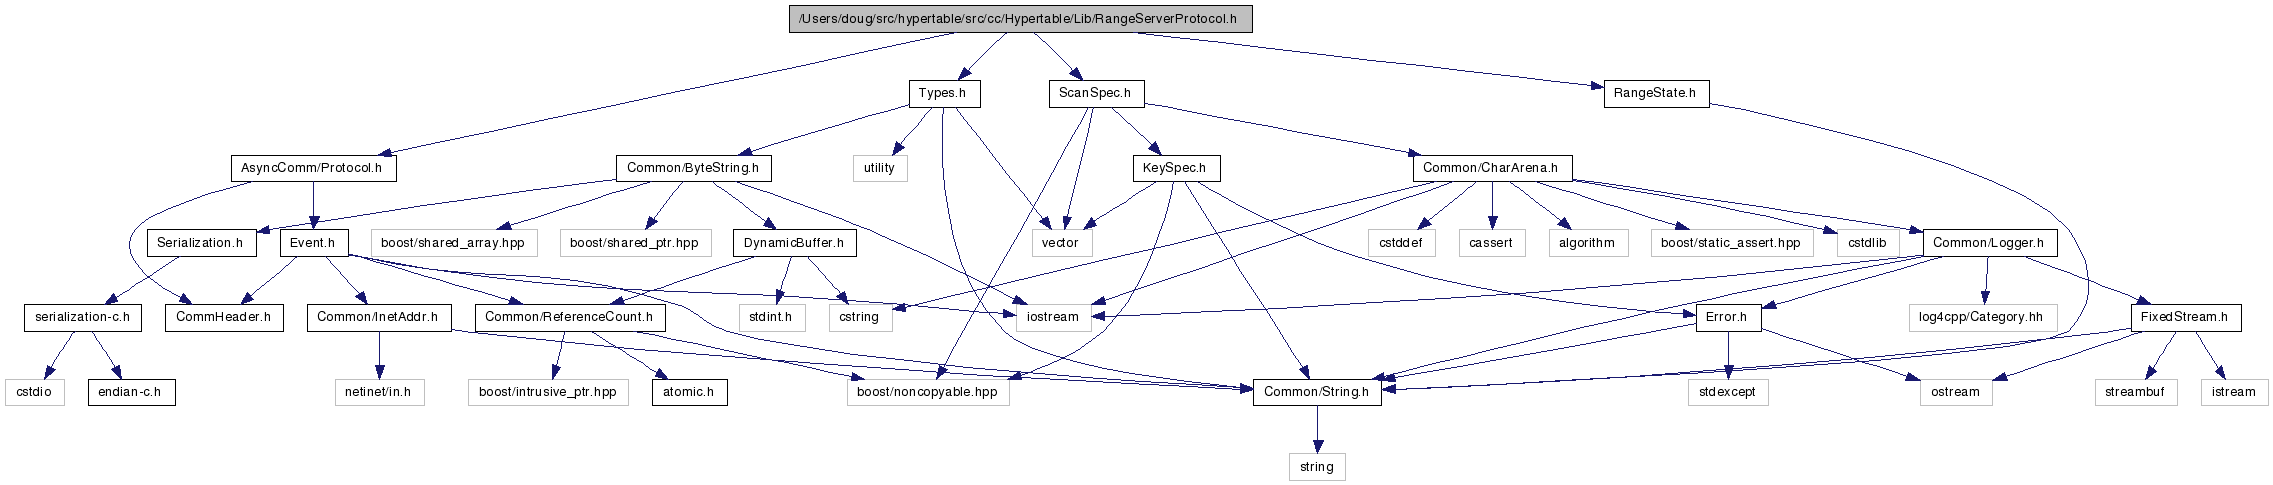 /Users/doug/src/hypertable/src/cc/Hypertable/Lib/RangeServerProtocol.h
Types.h
ScanSpec.h
RangeState.h
AsyncComm/Protocol.h
Common/ByteString.h
utility
KeySpec.h
Common/CharArena.h
Serialization.h
Event.h
boost/shared_array.hpp
boost/shared_ptr.hpp
DynamicBuffer.h
vector
cstddef
cassert
algorithm
boost/static_assert.hpp
cstdlib
Common/Logger.h
serialization-c.h
CommHeader.h
Common/InetAddr.h
Common/ReferenceCount.h
stdint.h
cstring
iostream
Error.h
log4cpp/Category.hh
FixedStream.h
cstdio
endian-c.h
netinet/in.h
boost/intrusive_ptr.hpp
atomic.h
boost/noncopyable.hpp
Common/String.h
stdexcept
ostream
streambuf
istream
string